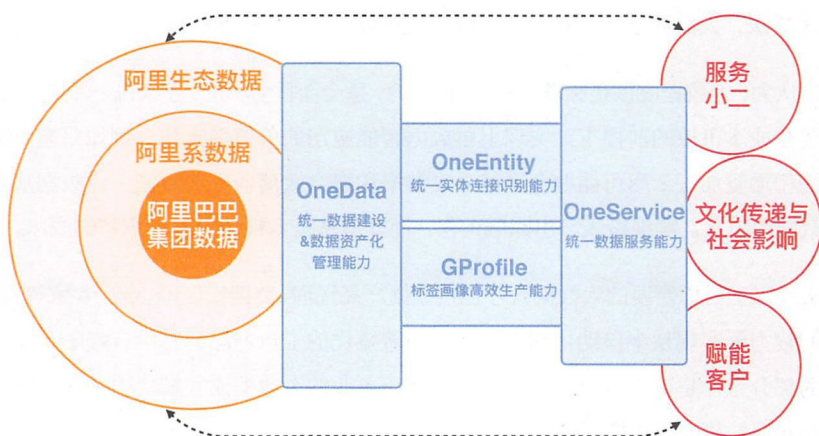 阿里生态数据
阿里系数据
阿里巴巴
集团数据
OneData
统一数据建设
&数据资产化
管理能力
OneEntity
统一实体连接识别能力
GProfile
标签画像高效生产能力
OneService
统一数据服务能力
服务
小二
文化传递与
社会影响
赋能
客户